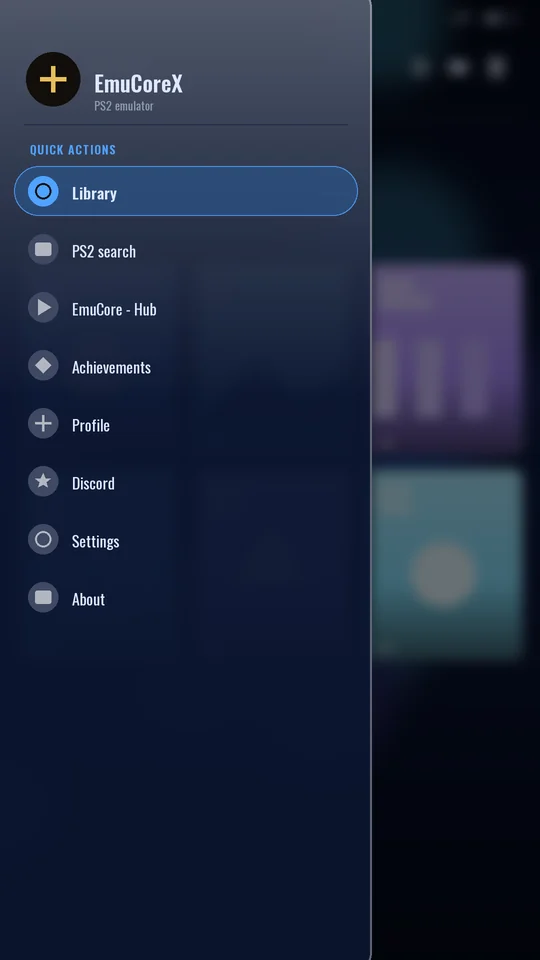 EmuCoreX
PS2 emulator
QUICK ACTIONS
Library
PS2 search
EmuCore - Hub
Achievements
Profile
Discord
Settings
About